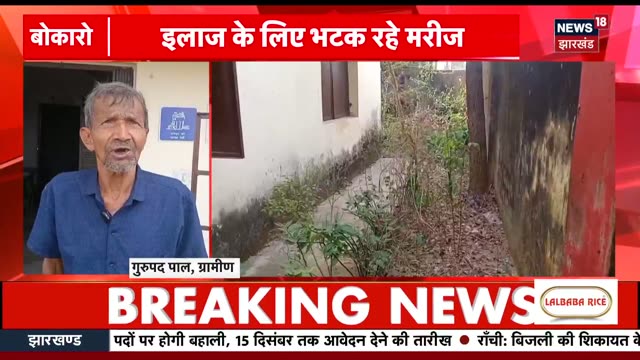 बोकारो
इलाज के लिए भटक रहे मरीज
NEWS 18
झारखंड
गुरुपद पाल, ग्रामीण
BREAKING NEWS
LALBABA RICE
झारखण्ड
पदों पर होगी बहाली, 15 दिसंबर तक आवेदन देने की तारीख • राँची: बिजली की शिकायत के